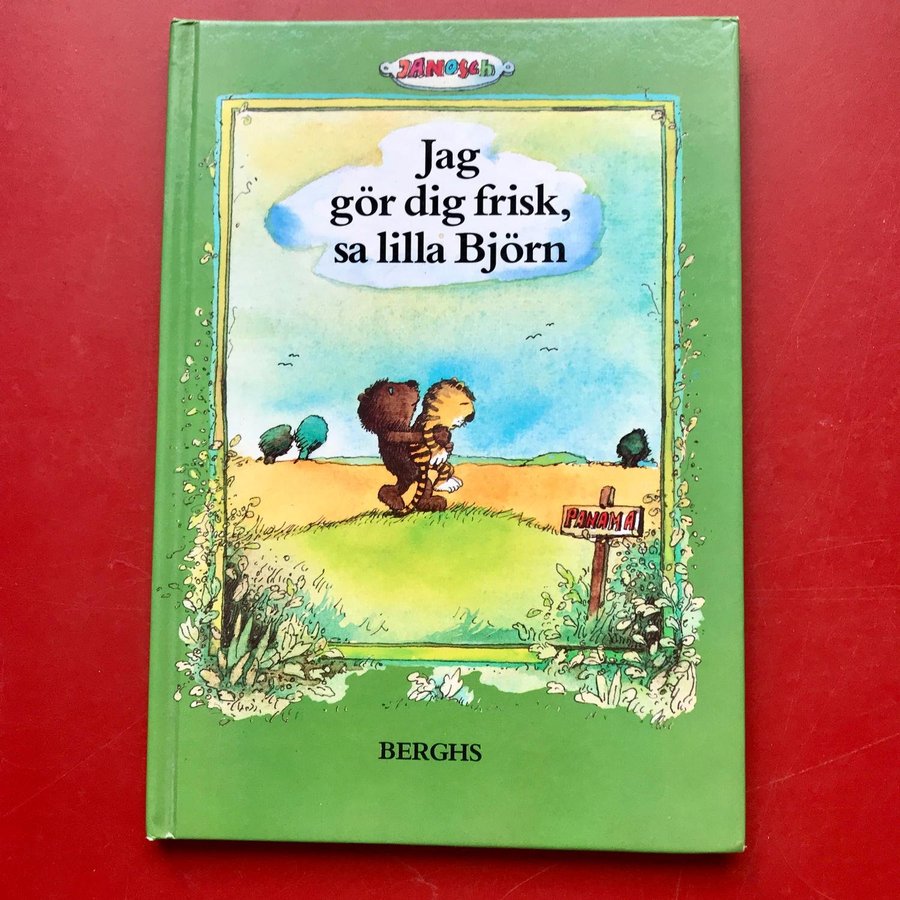 JANOSCH
Jag
gör dig frisk,
sa lilla Björn
PANAMA
BERGHS